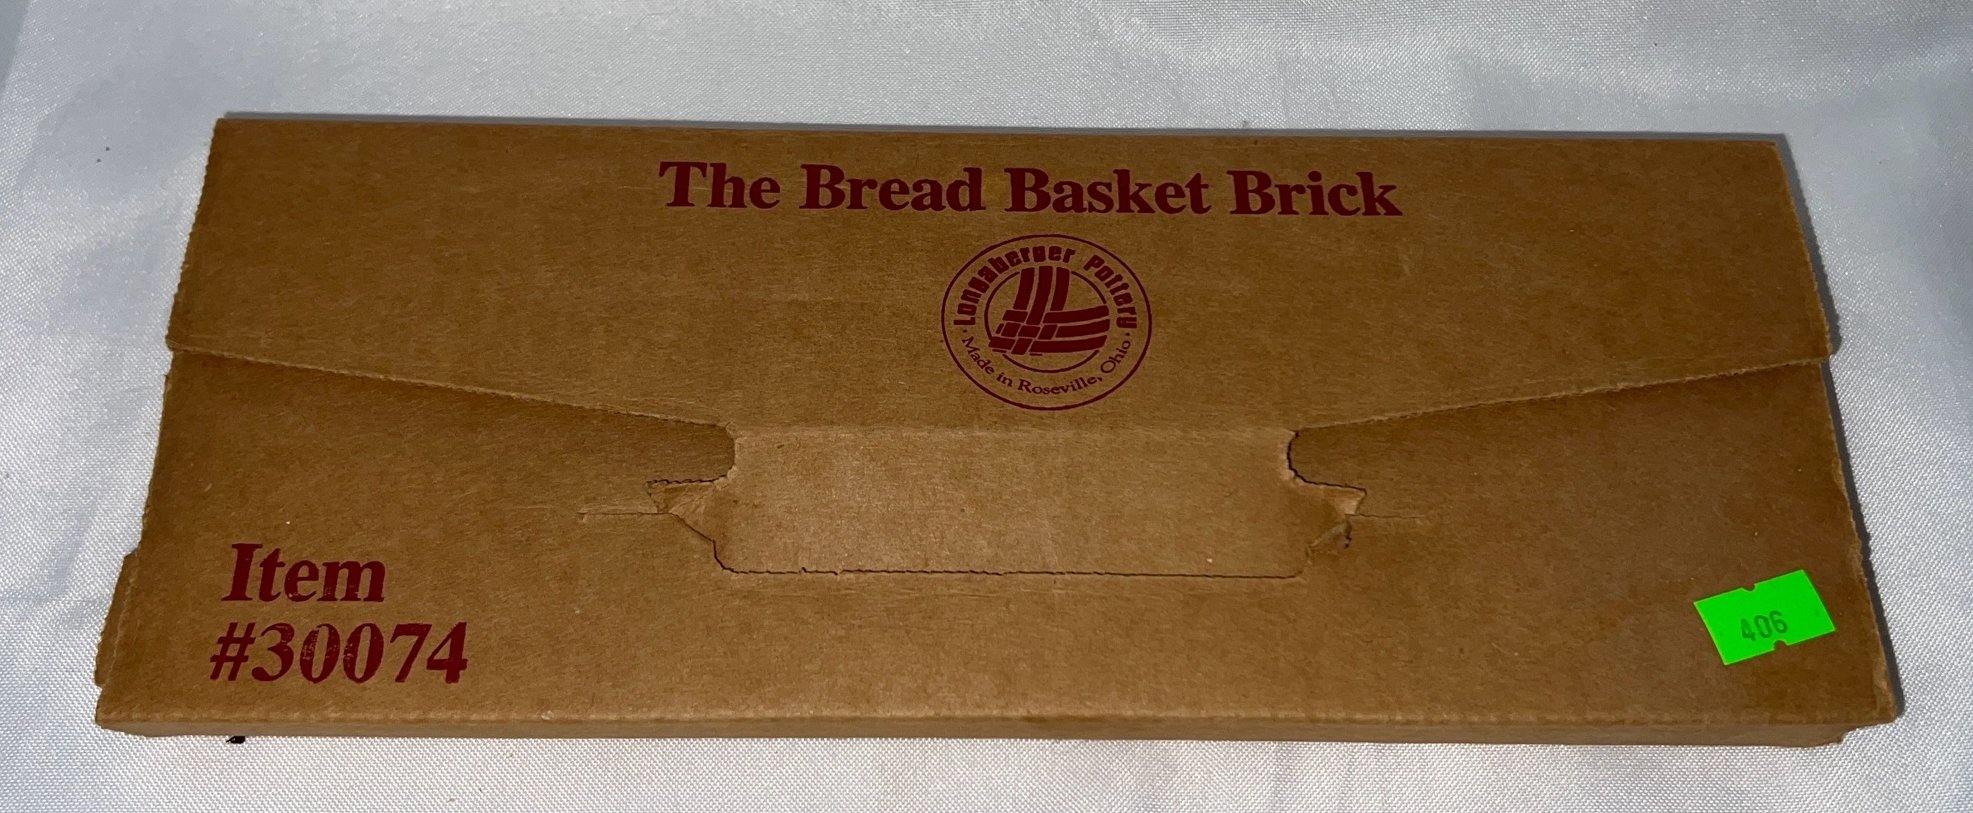 The Bread Basket Brick
Longaberger Pottery
Made in Roseville, Ohio
Item
#30074
406